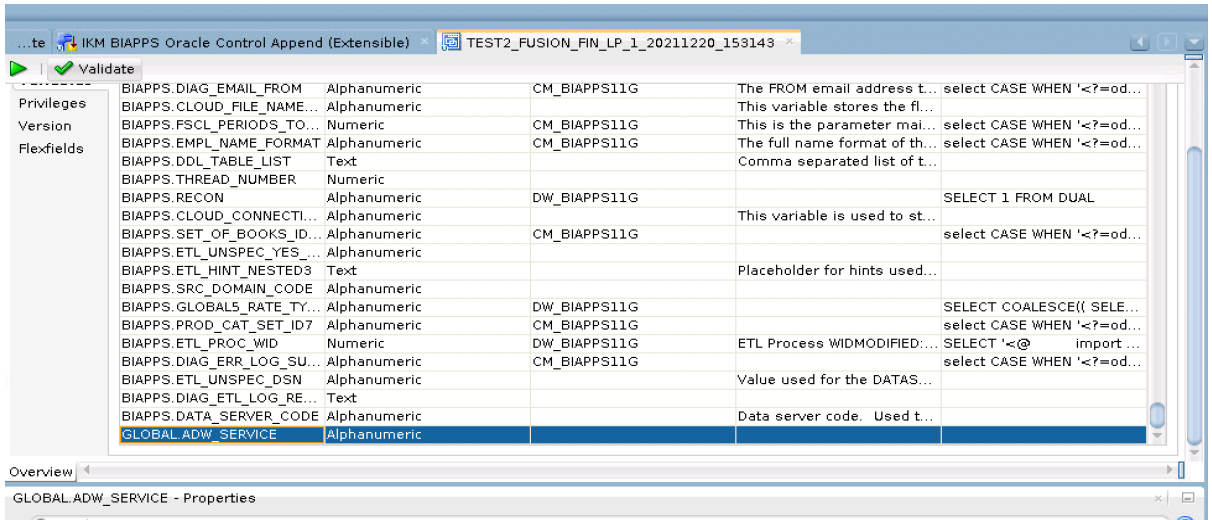 ...te IKM BIAPPS Oracle Control Append (Extensible) TEST2_FUSION_FIN_LP_1_20211220_153143
Validate
BIAPPS.DIAG_EMAIL_FROM Alphanumeric CM_BIAPPS11G The FROM email address t... select CASE WHEN '<?=od...
Privileges BIAPPS.CLOUD_FILE_NAME... Alphanumeric This variable stores the fl...
Version BIAPPS.FSCL_PERIODS_TO... Numeric CM_BIAPPS11G This is the parameter mai... select CASE WHEN '<?=od...
Flexfields BIAPPS.EMPL_NAME_FORMAT Alphanumeric CM_BIAPPS11G The full name format of th... select CASE WHEN '<?=od...
BIAPPS.DDL_TABLE_LIST Text Comma separated list of t...
BIAPPS.THREAD_NUMBER Numeric
BIAPPS.RECON Alphanumeric DW_BIAPPS11G SELECT 1 FROM DUAL
BIAPPS.CLOUD_CONNECTI... Alphanumeric This variable is used to st...
BIAPPS.SET_OF_BOOKS_ID... Alphanumeric CM_BIAPPS11G select CASE WHEN '<?=od...
BIAPPS.ETL_UNSPEC_YES_... Alphanumeric
BIAPPS.ETL_HINT_NESTED3 Text Placeholder for hints used...
BIAPPS.SRC_DOMAIN_CODE Alphanumeric
BIAPPS.GLOBAL5_RATE_TY... Alphanumeric DW_BIAPPS11G SELECT COALESCE(( SELE...
BIAPPS.PROD_CAT_SET_ID7 Alphanumeric CM_BIAPPS11G select CASE WHEN '<?=od...
BIAPPS.ETL_PROC_WID Numeric DW_BIAPPS11G ETL Process WIDMODIFIED:... SELECT '<@ import ...
BIAPPS.DIAG_ERR_LOG_SU... Alphanumeric CM_BIAPPS11G select CASE WHEN '<?=od...
BIAPPS.ETL_UNSPEC_DSN Alphanumeric Value used for the DATAS...
BIAPPS.DIAG_ETL_LOG_RE... Text
BIAPPS.DATA_SERVER_CODE Alphanumeric Data server code. Used t...
GLOBAL.ADW_SERVICE Alphanumeric
Overview
GLOBAL.ADW_SERVICE - Properties